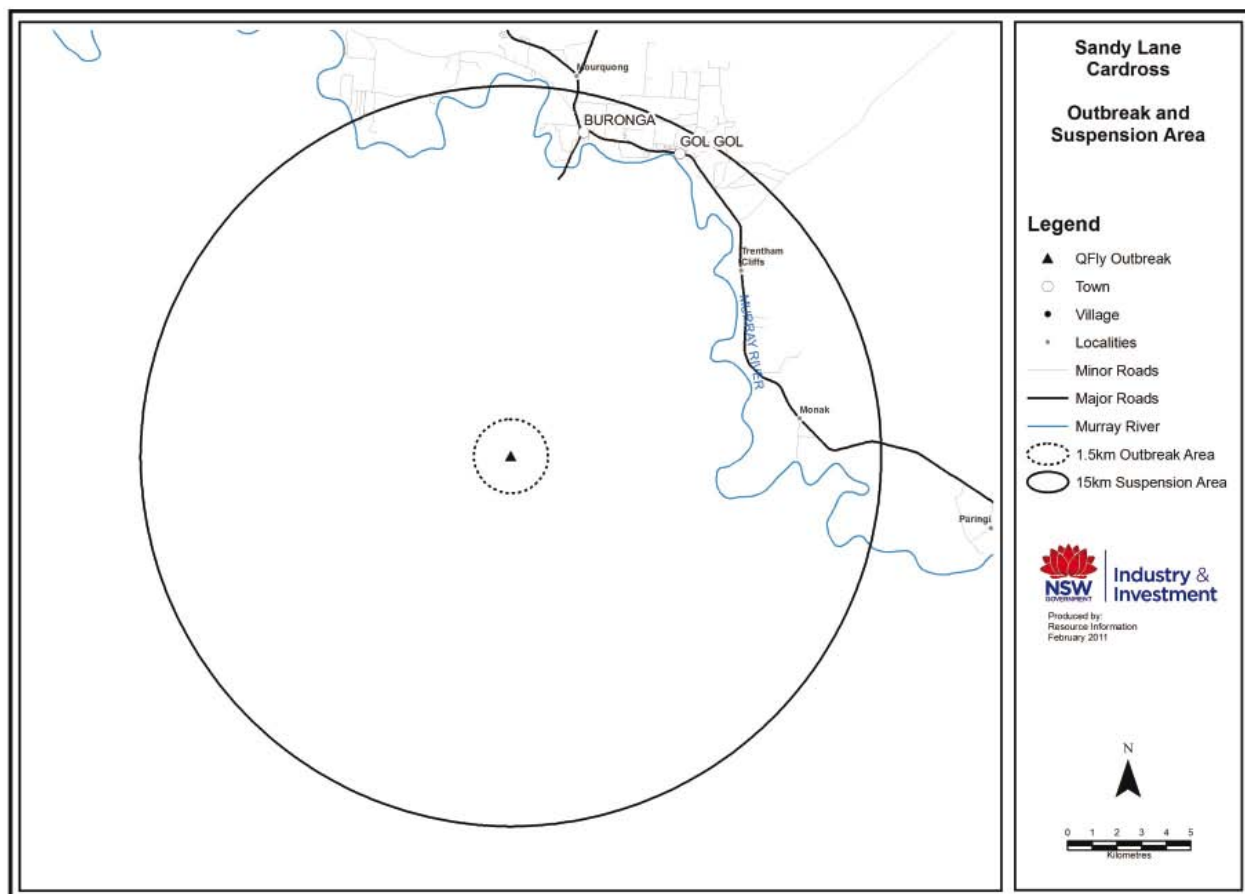 Mourquong
BURONGA
GOL GOL
Trentham
Cliffs
MURRAY RIVER
Monak
Paringi
Sandy Lane
Cardross
Outbreak and
Suspension Area
Legend
QFly Outbreak
Town
Village
Localities
Minor Roads
Major Roads
Murray River
1.5km Outbreak Area
15km Suspension Area
NSW
GOVERNMENT
Industry &
Investment
Produced by:
Resource Information
February 2011
N
0 1 2 3 4 5
Kilometres